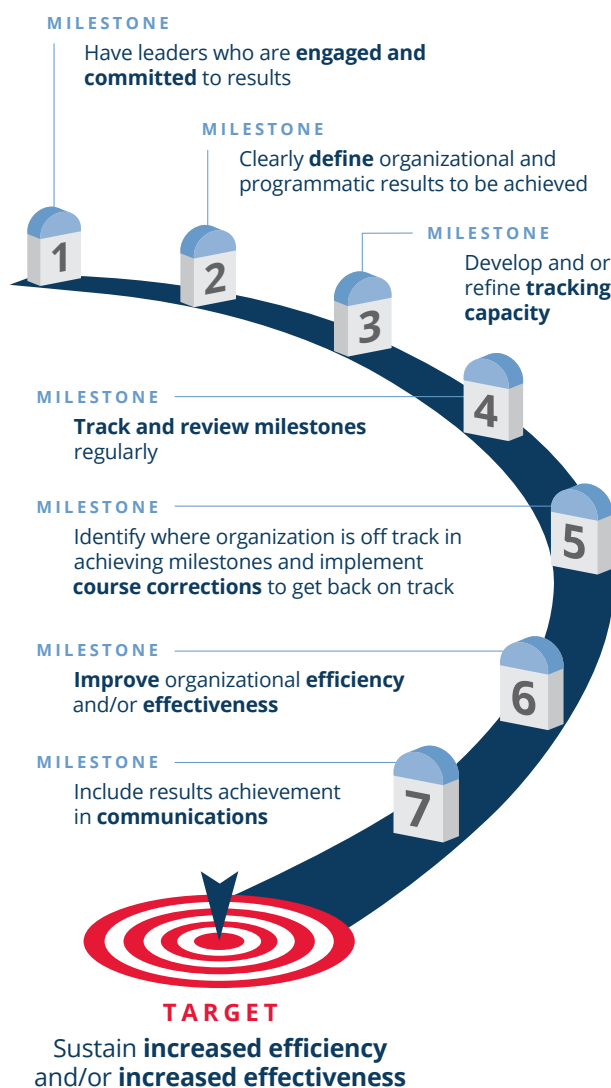 MILESTONE
Have leaders who are engaged and
committed to results
MILESTONE
Clearly define organizational and
programmatic results to be achieved
MILESTONE
Develop and or
refine tracking
capacity
1
2
3
4
MILESTONE
Track and review milestones
regularly
MILESTONE
Identify where organization is off track in
achieving milestones and implement
course corrections to get back on track
5
MILESTONE
Improve organizational efficiency
and/or effectiveness
6
MILESTONE
Include results achievement
in communications
7
TARGET
Sustain increased efficiency
and/or increased effectiveness